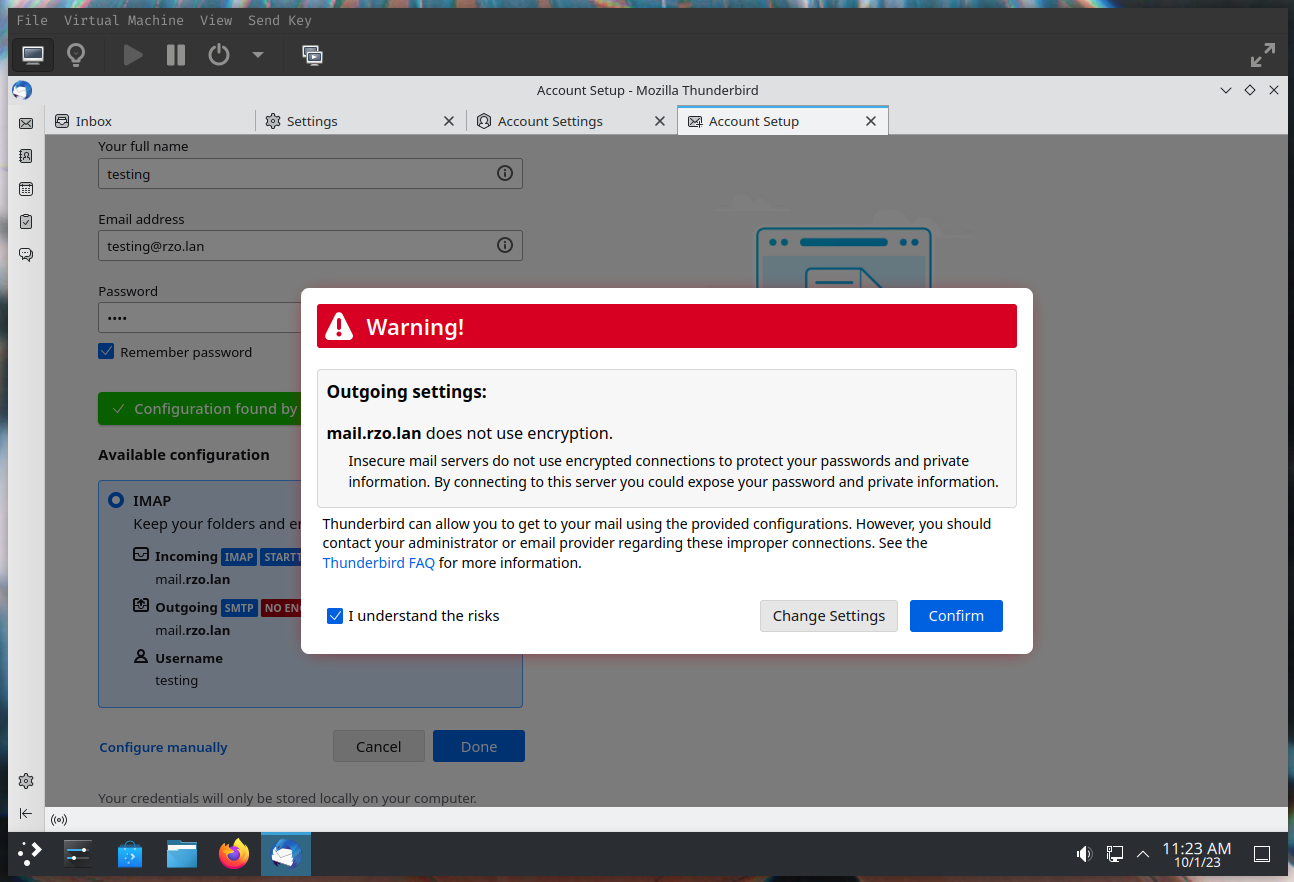 File Virtual Machine View Send Key
Account Setup - Mozilla Thunderbird
Inbox
Settings
Account Settings
Account Setup
Your full name
testing
Email address
testing@rzo.lan
Password
••••
Remember password
Configuration found by
Available configuration
IMAP
Keep your folders and
Incoming IMAP
mail.rzo.lan
Outgoing SMTP NO
mail.rzo.lan
Username
testing
Configure manually
Cancel
Done
Your credentials will only be stored locally on your computer.
Warning!
Outgoing settings:
mail.rzo.lan does not use encryption.
Insecure mail servers do not use encrypted connections to protect your passwords and private
information. By connecting to this server you could expose your password and private information.
Thunderbird can allow you to get to your mail using the provided configurations. However, you should
contact your administrator or email provider regarding these improper connections. See the
Thunderbird FAQ for more information.
I understand the risks
Change Settings
Confirm
11:23 AM
10/1/23